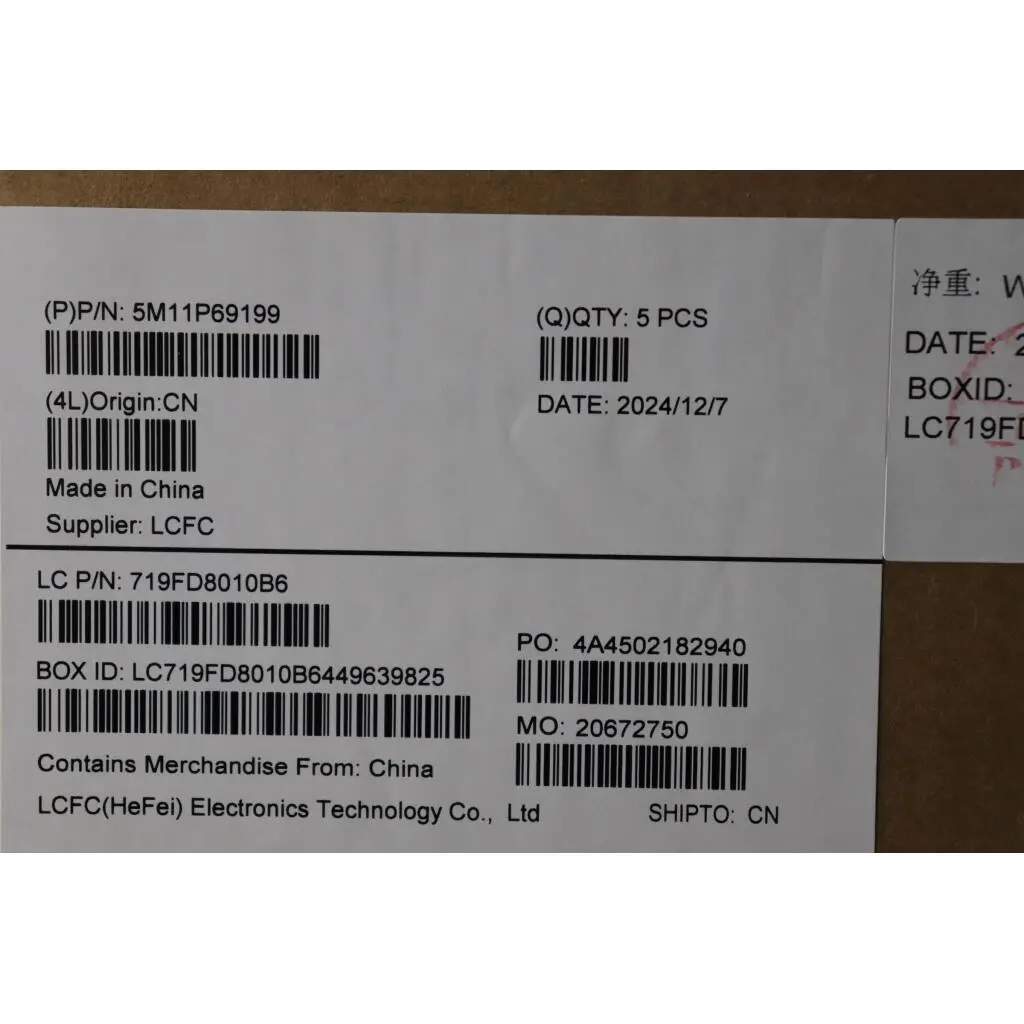 (P)P/N: 5M11P69199
(Q)QTY: 5 PCS
(4L)Origin:CN
DATE: 2024/12/7
Made in China
Supplier: LCFC
LC P/N: 719FD8010B6
PO: 4A4502182940
BOX ID: LC719FD8010B6449639825
MO: 20672750
Contains Merchandise From: China
LCFC(HeFei) Electronics Technology Co., Ltd
SHIPTO: CN
净重:
DATE:
BOXID:
LC719F